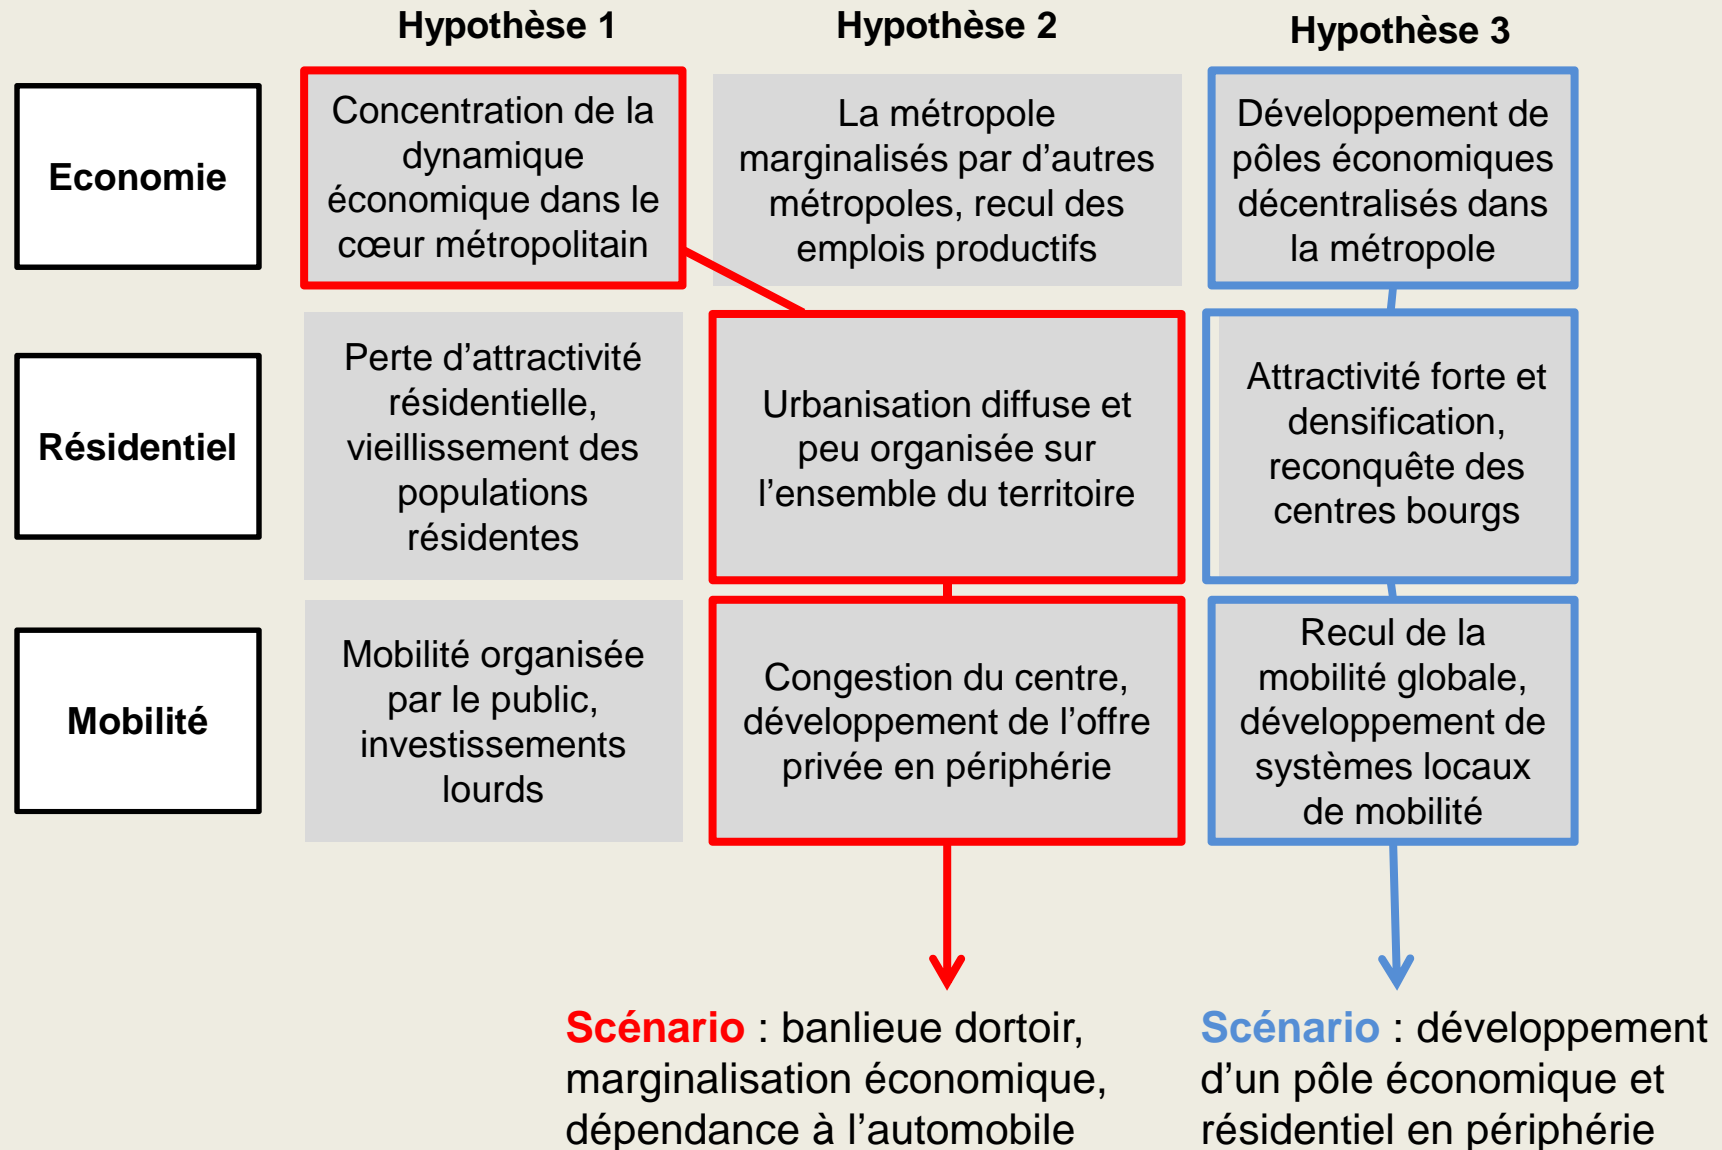 Hypothèse 1
Hypothèse 2
Hypothèse 3
Economie
Concentration de la
dynamique
économique dans le
cœur métropolitain
La métropole
marginalisés par d’autres
métropoles, recul des
emplois productifs
Développement de
pôles économiques
décentralisés dans
la métropole
Résidentiel
Perte d’attractivité
résidentielle,
vieillissement des
populations
résidentes
Urbanisation diffuse et
peu organisée sur
l’ensemble du territoire
Attractivité forte et
densification,
reconquête des
centres bourgs
Mobilité
Mobilité organisée
par le public,
investissements
lourds
Congestion du centre,
développement de l’offre
privée en périphérie
Recul de la
mobilité globale,
développement de
systèmes locaux
de mobilité
Scénario : banlieue dortoir,
marginalisation économique,
dépendance à l’automobile
Scénario : développement
d’un pôle économique et
résidentiel en périphérie